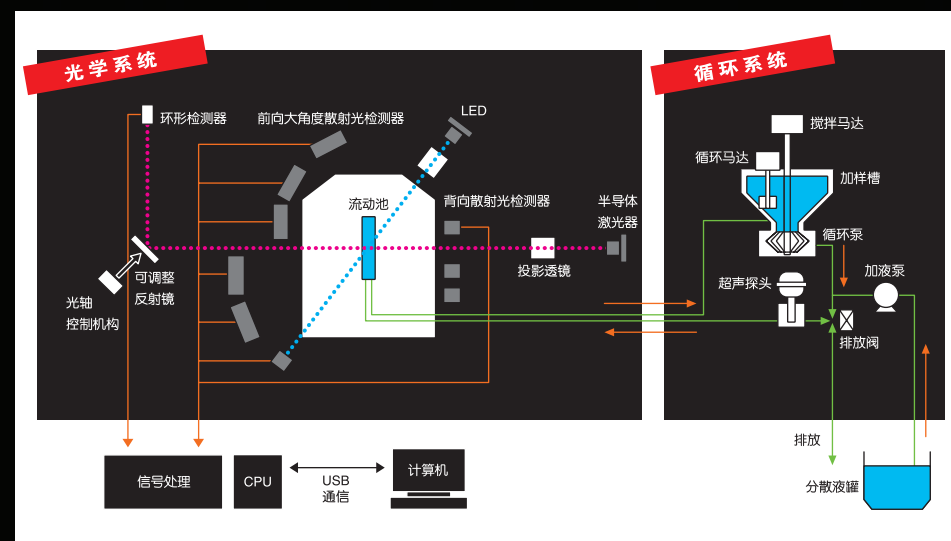 光学系统
循环系统
环形检测器
前向大角度散射光检测器
LED
搅拌马达
循环马达
加样槽
流动池
背向散射光检测器
半导体
激光器
循环泵
投影透镜
可调整
反射镜
光轴
控制机构
超声探头
加液泵
排放阀
排放
信号处理
CPU
USB
通信
计算机
分散液罐